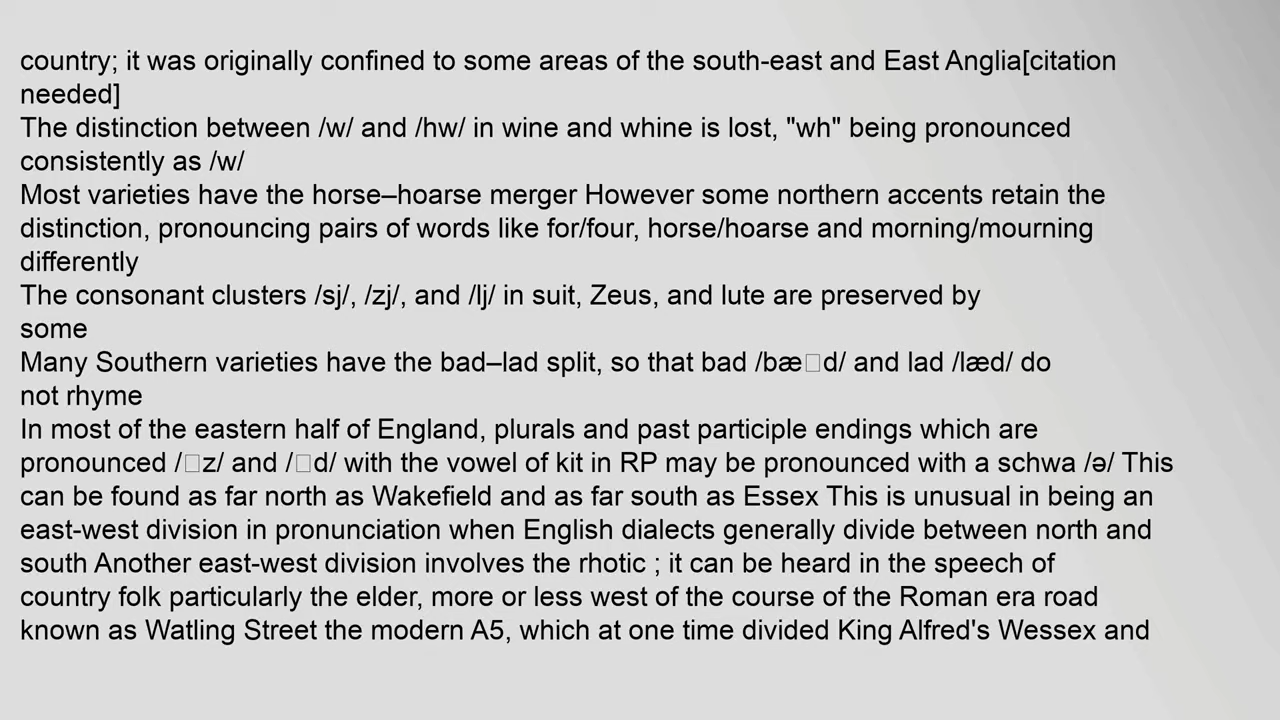 country; it was originally confined to some areas of the south-east and East Anglia[citation
needed]
The distinction between /w/ and /hw/ in wine and whine is lost, "wh" being pronounced
consistently as /w/
Most varieties have the horse–hoarse merger However some northern accents retain the
distinction, pronouncing pairs of words like for/four, horse/hoarse and morning/mourning
differently
The consonant clusters /sj/, /zj/, and /lj/ in suit, Zeus, and lute are preserved by
some
Many Southern varieties have the bad–lad split, so that bad /bæ□d/ and lad /læd/ do
not rhyme
In most of the eastern half of England, plurals and past participle endings which are
pronounced /□z/ and /□d/ with the vowel of kit in RP may be pronounced with a schwa /ə/ This
can be found as far north as Wakefield and as far south as Essex This is unusual in being an
east-west division in pronunciation when English dialects generally divide between north and
south Another east-west division involves the rhotic ; it can be heard in the speech of
country folk particularly the elder, more or less west of the course of the Roman era road
known as Watling Street the modern A5, which at one time divided King Alfred's Wessex and